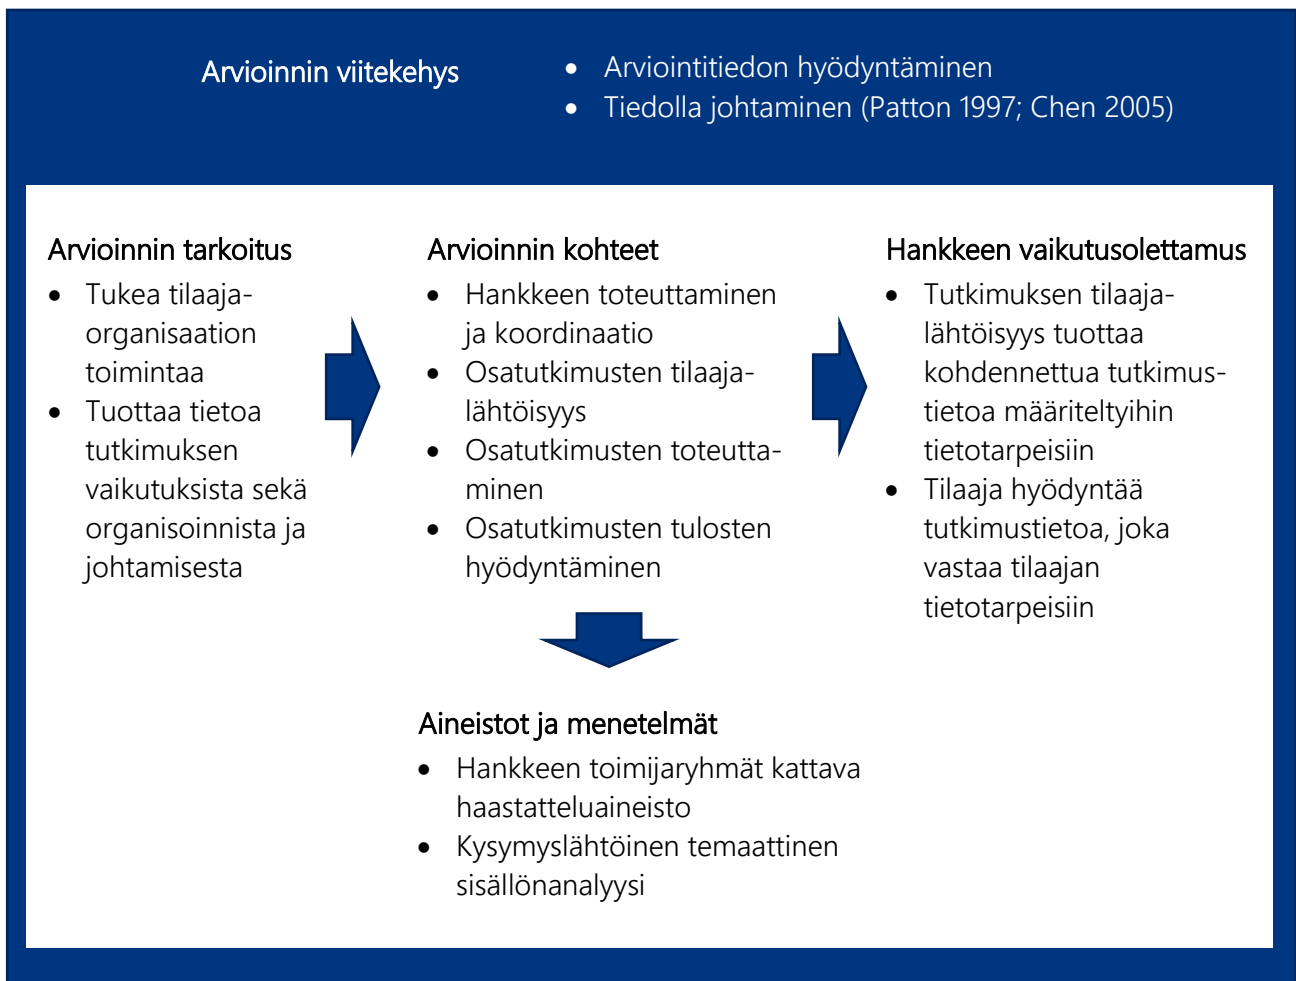 Arvioinnin viitekehys
• Arviointitiedon hyödyntäminen
• Tiedolla johtaminen (Patton 1997; Chen 2005)
Arvioinnin tarkoitus
• Tukea tilaaja-
organisaation
toimintaa
• Tuottaa tietoa
tutkimuksen
vaikutuksista sekä
organisoinnista ja
johtamisesta
Arvioinnin kohteet
• Hankkeen toteuttaminen
ja koordinaatio
• Osatutkimusten tilaaja-
lähtöisyys
• Osatutkimusten toteutta-
minen
• Osatutkimusten tulosten
hyödyntäminen
Hankkeen vaikutusolettamus
• Tutkimuksen tilaaja-
lähtöisyys tuottaa
kohdennettua tutkimus-
tietoa määriteltyihin
tietotarpeisiin
• Tilaaja hyödyntää
tutkimustietoa, joka
vastaa tilaajan
tietotarpeisiin
Aineistot ja menetelmät
• Hankkeen toimijaryhmät kattava
haastatteluaineisto
• Kysymyslähtöinen temaattinen
sisällönanalyysi